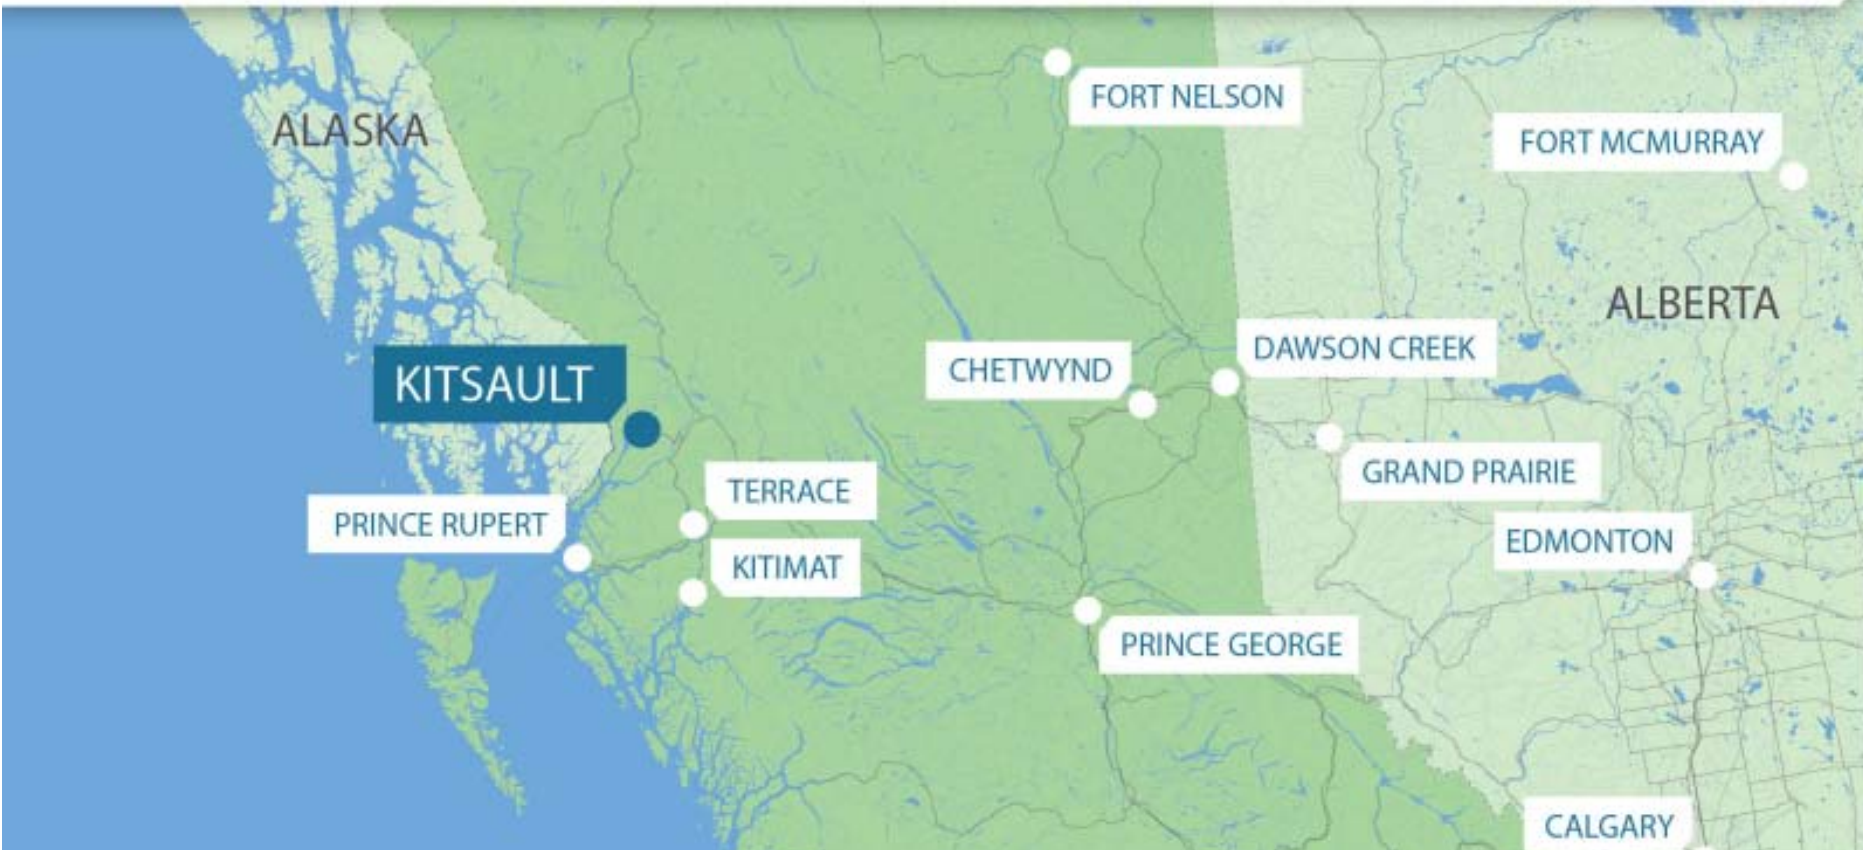 FORT NELSON
ALASKA
FORT MCMURRAY
ALBERTA
DAWSON CREEK
CHETWYND
KITSAULT
GRAND PRAIRIE
TERRACE
PRINCE RUPERT
EDMONTON
KITIMAT
PRINCE GEORGE
CALGARY